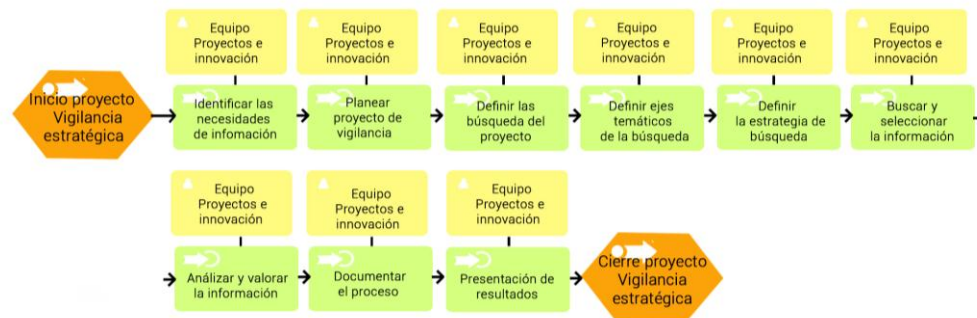 Equipo
Proyectos e
innovación
Equipo
Proyectos e
innovación
Equipo
Proyectos e
innovación
Equipo
Proyectos e
innovación
Equipo
Proyectos e
innovación
Equipo
Proyectos e
innovación
Inicio proyecto
Vigilancia
estratégica
Identificar las
necesidades
de infomación
Planear
proyecto de
vigilancia
Definir las
búsqueda del
proyecto
Definir ejes
temáticos
de la búsqueda
Definir
la estrategia de
búsqueda
Buscar y
seleccionar
la información
Equipo
Proyectos e
innovación
Equipo
Proyectos e
innovación
Equipo
Proyectos e
innovación
Análizar y valorar
la información
Documentar
el proceso
Presentación de
resultados
Cierre proyecto
Vigilancia
estratégica